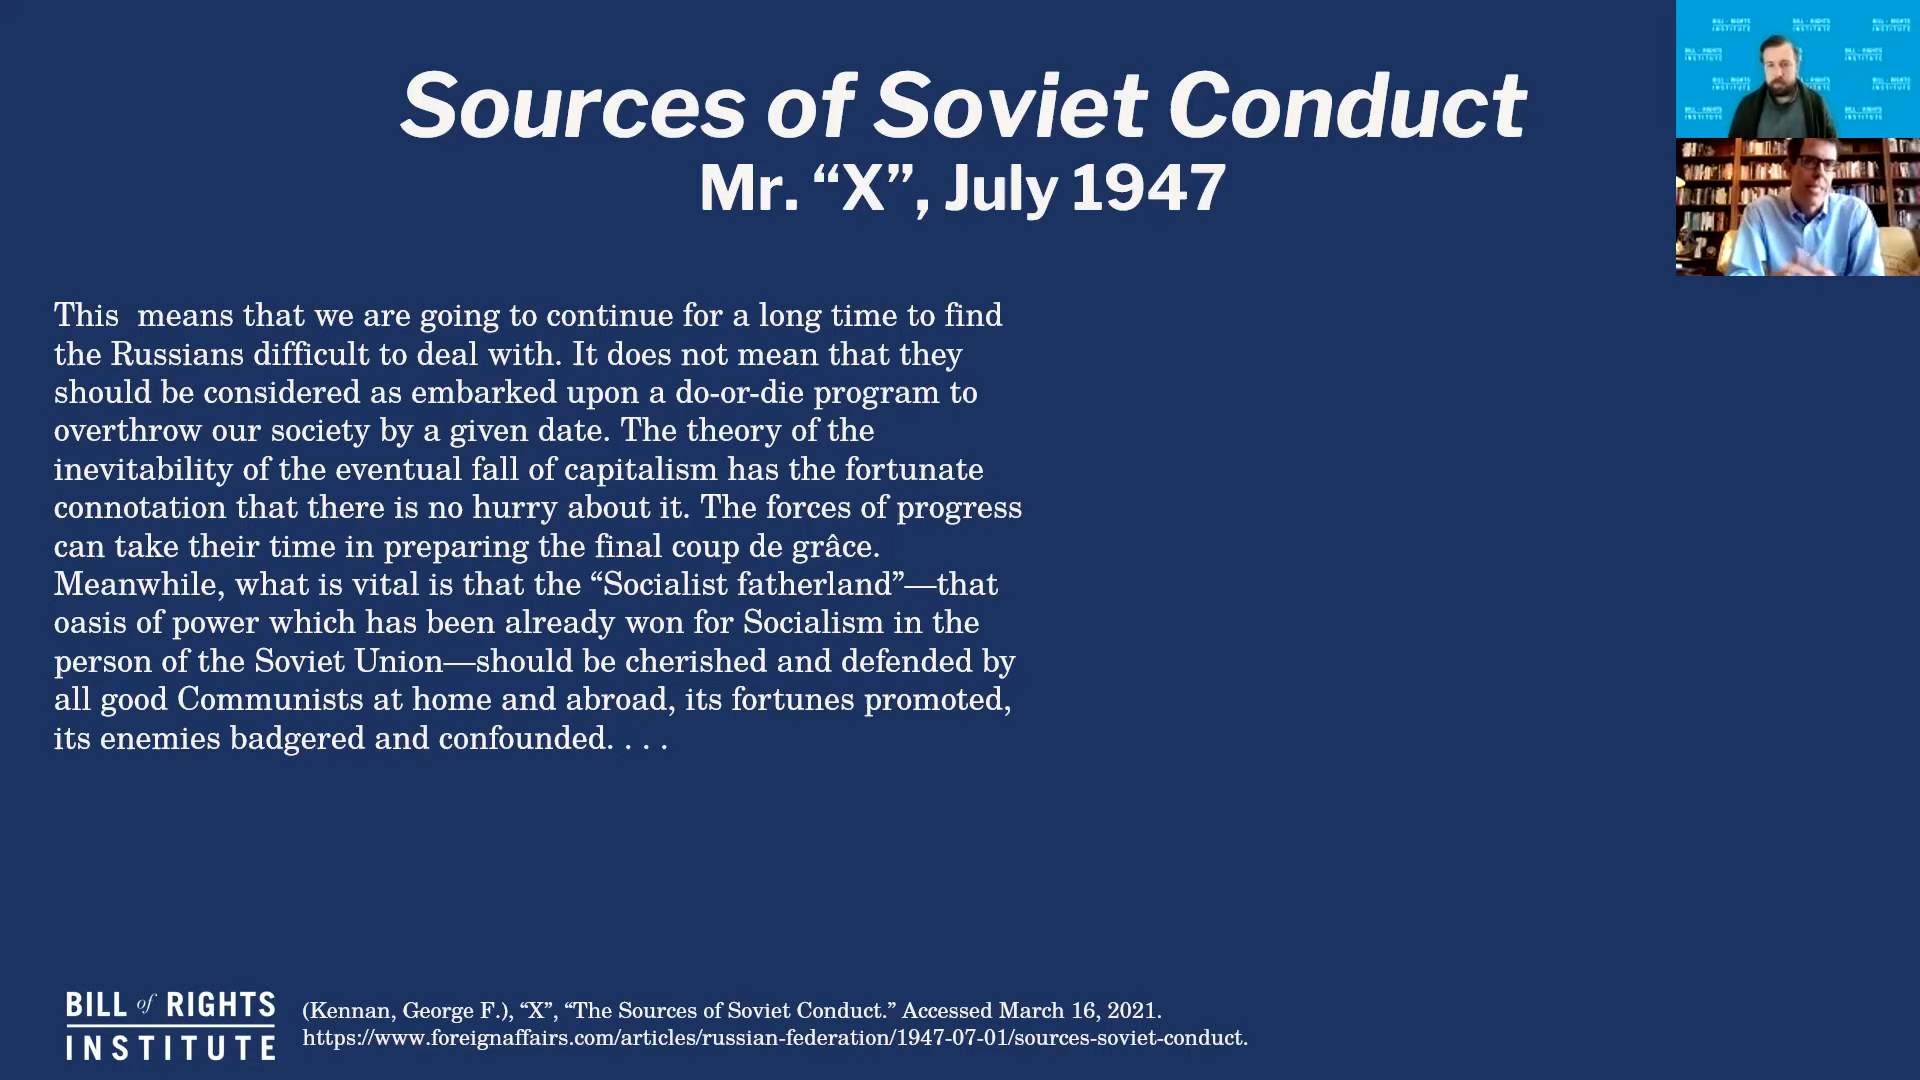 Sources of Soviet Conduct
Mr. “X”, July 1947
This  means that we are going to continue for a long time to find
the Russians difficult to deal with. It does not mean that they
should be considered as embarked upon a do-or-die program to
overthrow our society by a given date. The theory of the
inevitability of the eventual fall of capitalism has the fortunate
connotation that there is no hurry about it. The forces of progress
can take their time in preparing the final coup de grâce.
Meanwhile, what is vital is that the “Socialist fatherland”—that
oasis of power which has been already won for Socialism in the
person of the Soviet Union—should be cherished and defended by
all good Communists at home and abroad, its fortunes promoted,
its enemies badgered and confounded. . . .
BILL of RIGHTS
INSTITUTE
(Kennan, George F.), “X”, “The Sources of Soviet Conduct.” Accessed March 16, 2021.
https://www.foreignaffairs.com/articles/russian-federation/1947-07-01/sources-soviet-conduct.
BILL of RIGHTS INSTITUTE